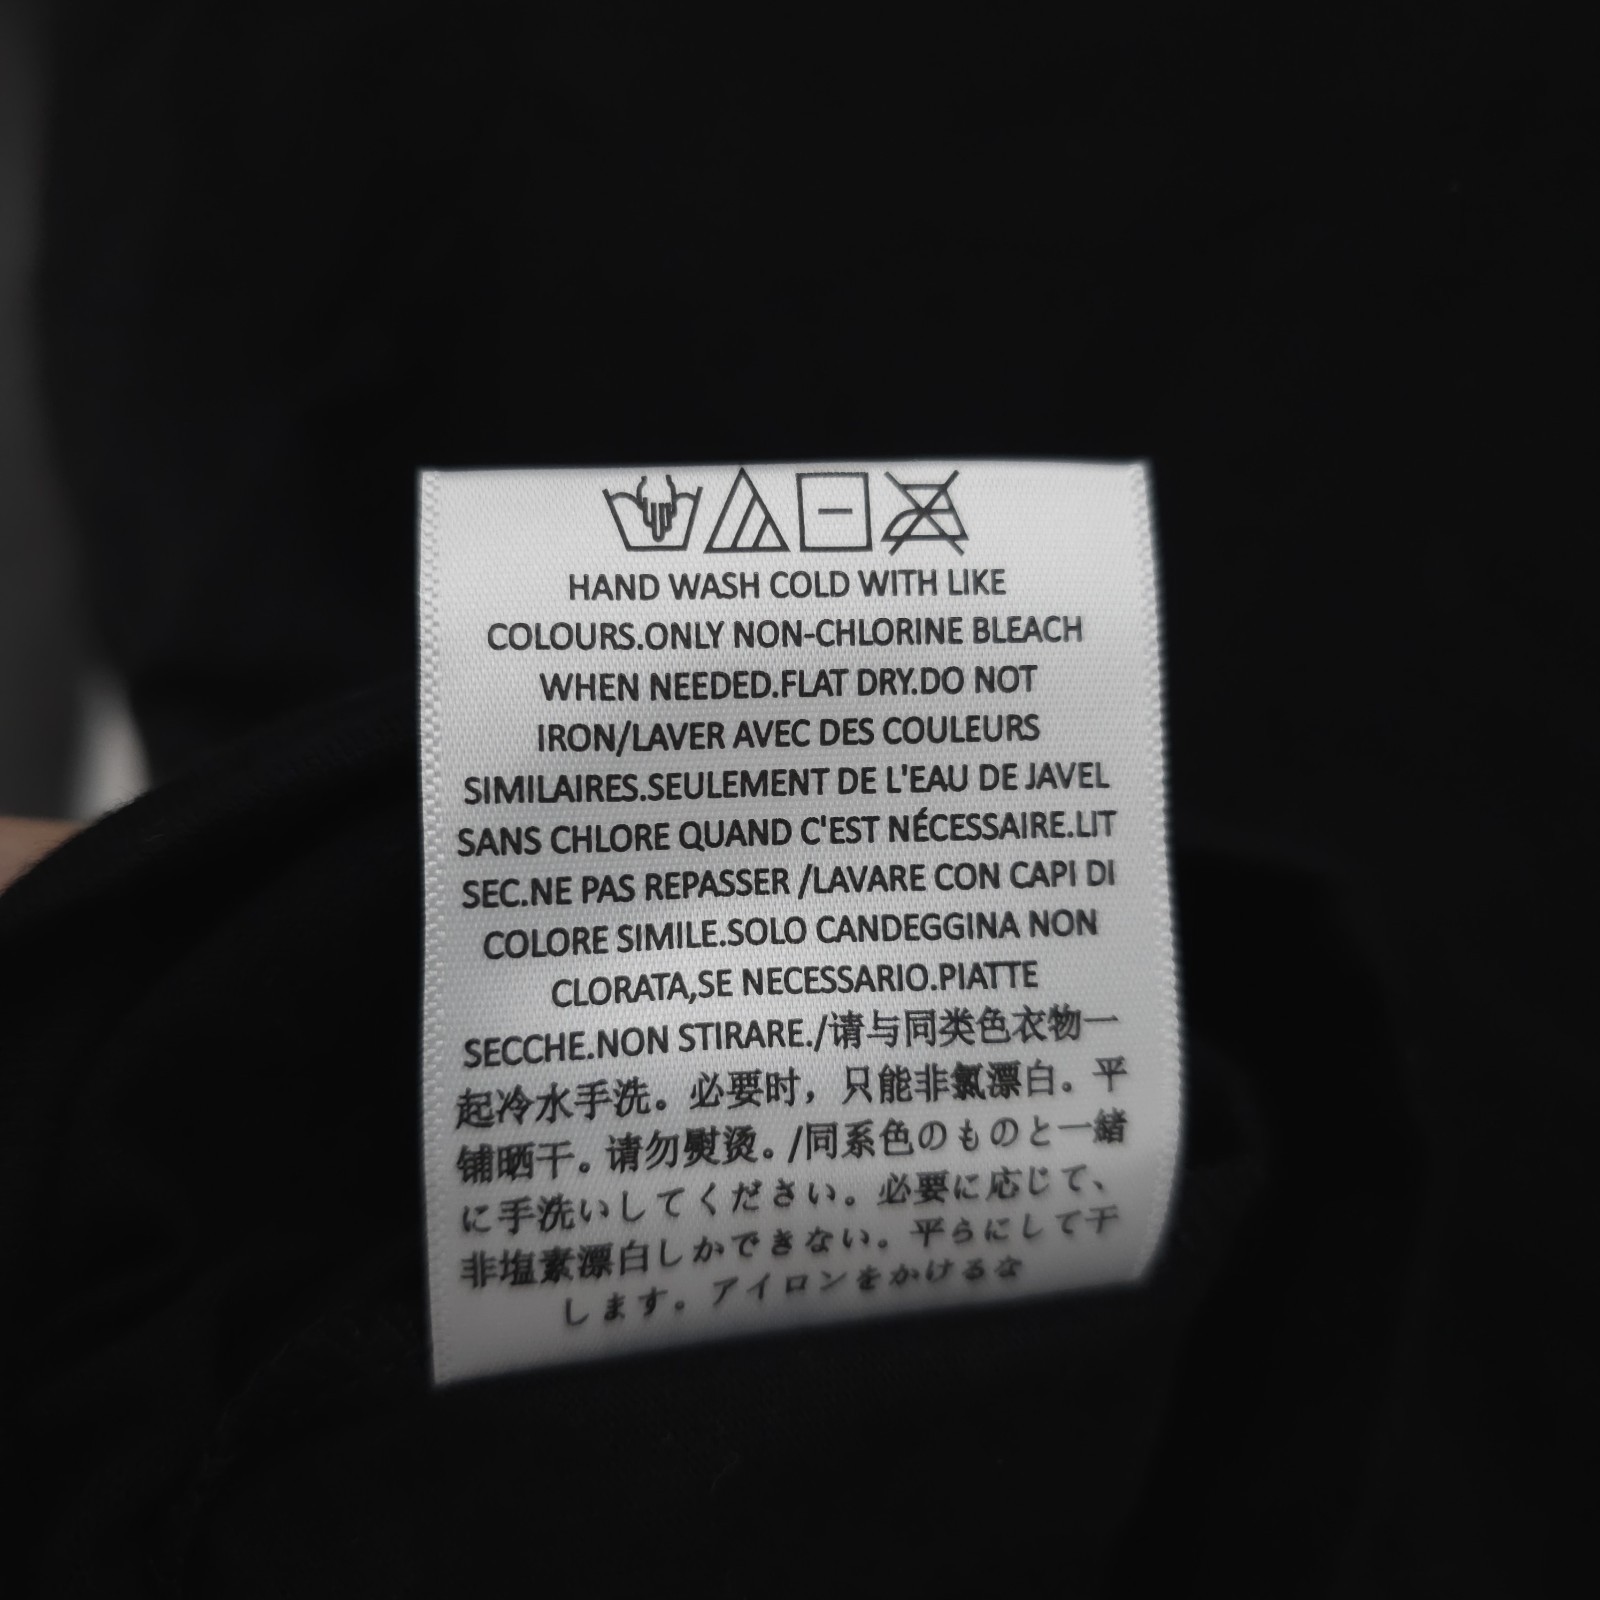 HAND WASH COLD WITH LIKE
COLOURS.ONLY NON-CHLORINE BLEACH
WHEN NEEDED.FLAT DRY.DO NOT
IRON/LAVER AVEC DES COULEURS
SIMILAIRES.SEULEMENT DE L'EAU DE JAVEL
SANS CHLORE QUAND C'EST NÉCESSAIRE.LIT
SEC.NE PAS REPASSER /LAVARE CON CAPI DI
COLORE SIMILE.SOLO CANDEGGINA NON
CLORATA,SE NECESSARIO.PIATTE
SECCHE.NON STIRARE./请与同类色衣物一
起冷水手洗。必要时，只能非氯漂白。平
铺晒干。请勿熨烫。/同系色のものと一緒
に手洗いしてください。必要に応じて、
非塩素漂白しかできない。平らにして干
します。アイロンをかけるな